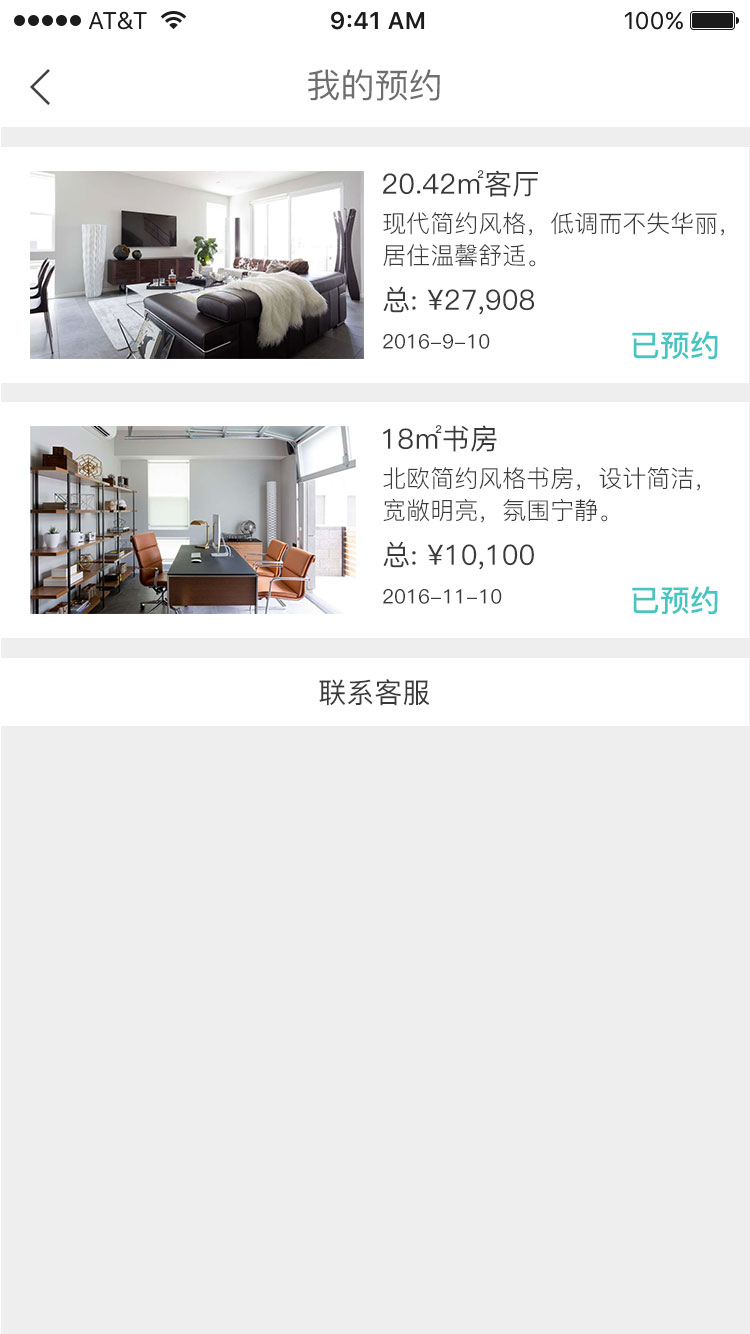 AT&T 9:41 AM 100%
我的预约
20.42㎡客厅
现代简约风格，低调而不失华丽，
居住温馨舒适。
总: ¥27,908
2016-9-10 已预约
18㎡书房
北欧简约风格书房，设计简洁，
宽敞明亮，氛围宁静。
总: ¥10,100
2016-11-10 已预约
联系客服